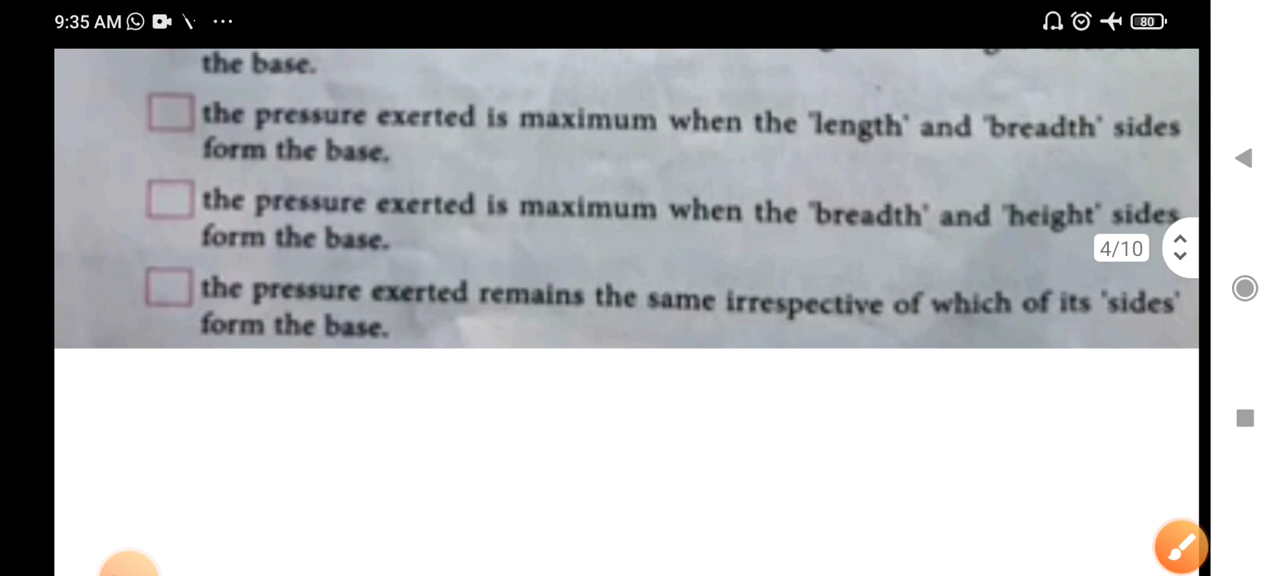 9:35 AM ...
80
the base.
the pressure exerted is maximum when the 'length' and 'breadth' sides
form the base.
the pressure exerted is maximum when the 'breadth' and 'height' sides
form the base.
4/10
the pressure exerted remains the same irrespective of which of its 'sides'
form the base.